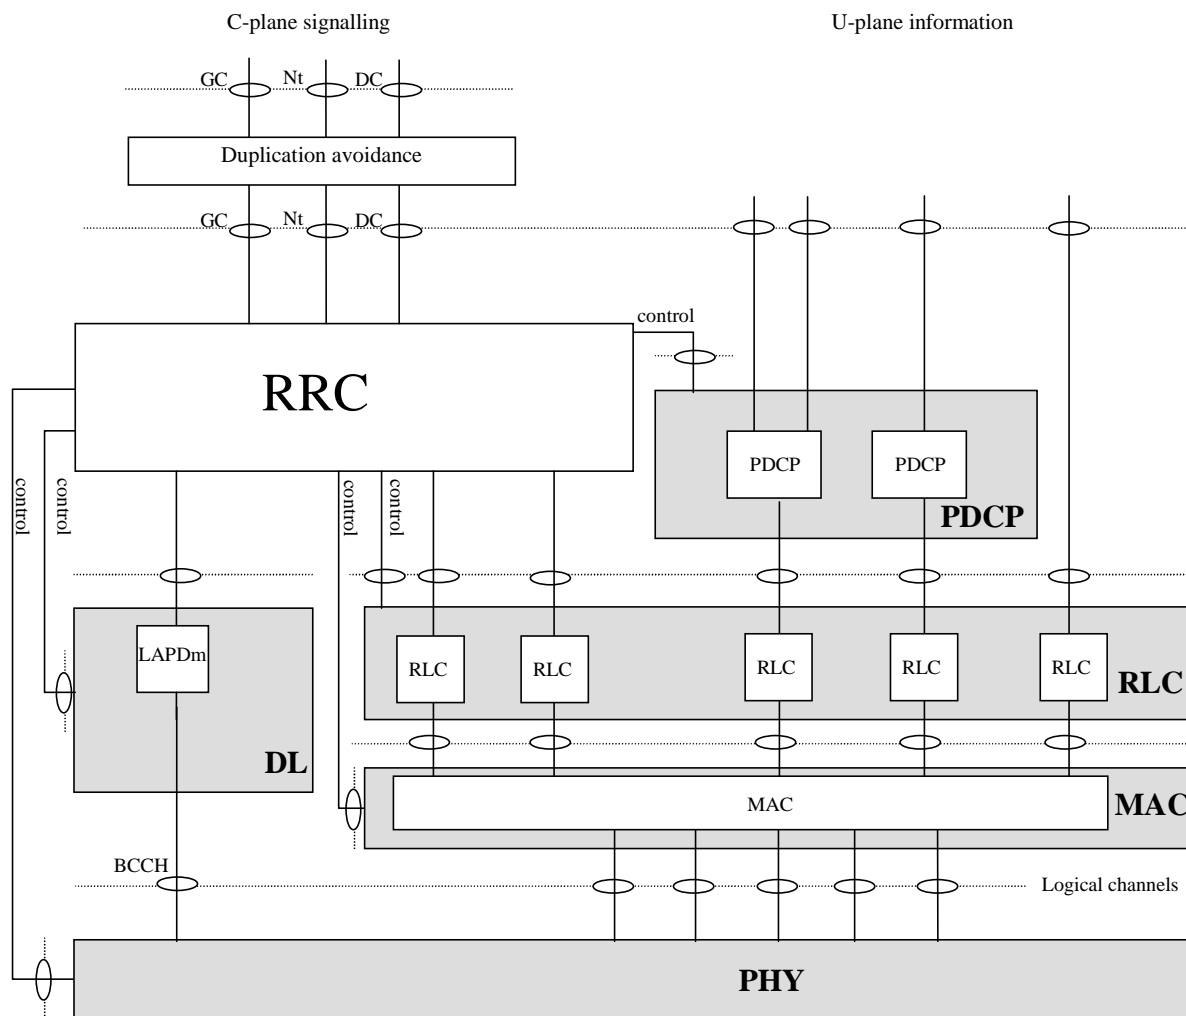 C-plane signalling
U-plane information
GC Nt DC
Duplication avoidance
GC Nt DC
control
RRC
PDCP PDCP
PDCP
control
control
control
control
LAPDm
RLC RLC RLC RLC RLC
RLC
DL
MAC
MAC
BCCH
Logical channels
PHY